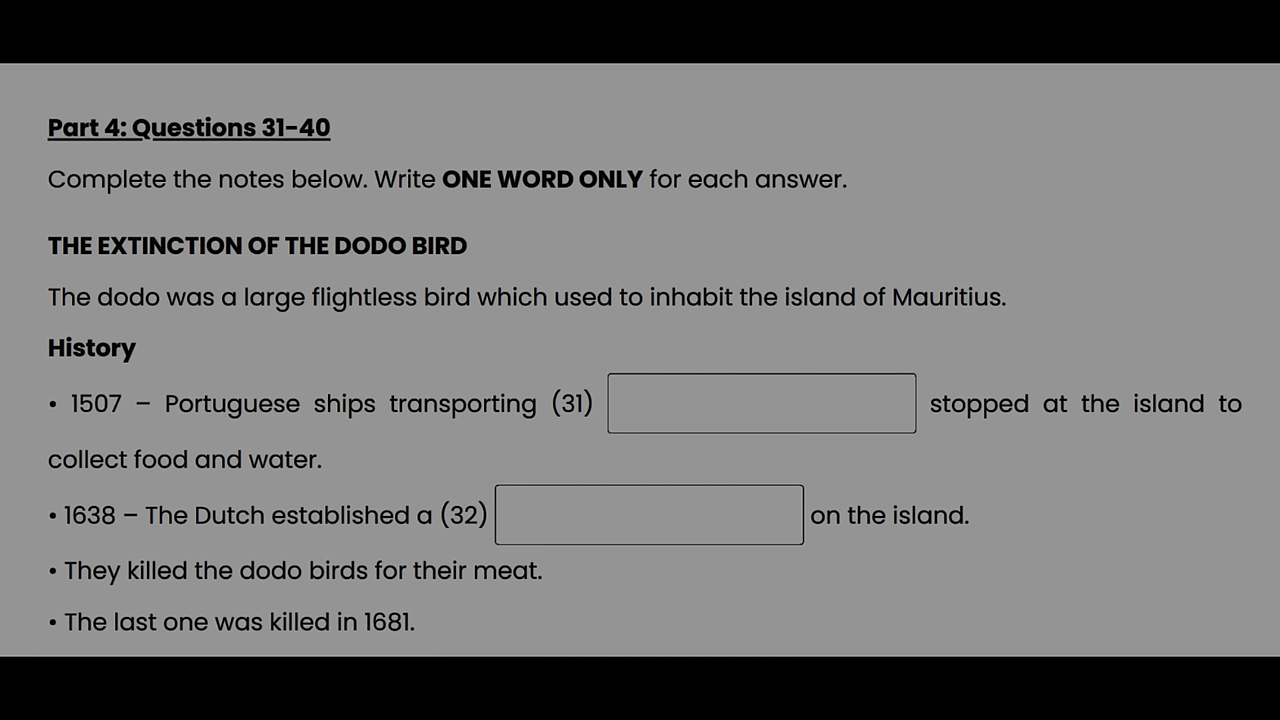 Part 4: Questions 31-40
Complete the notes below. Write ONE WORD ONLY for each answer.
THE EXTINCTION OF THE DODO BIRD
The dodo was a large flightless bird which used to inhabit the island of Mauritius.
History
• 1507 – Portuguese ships transporting (31) stopped at the island to
collect food and water.
• 1638 – The Dutch established a (32) on the island.
• They killed the dodo birds for their meat.
• The last one was killed in 1681.